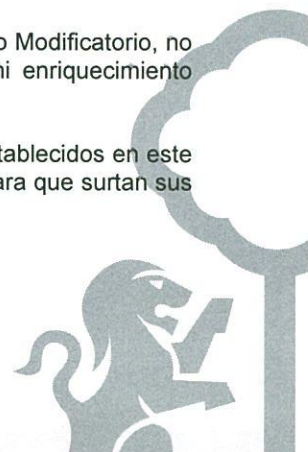 o Modificatorio, no
ni enriquecimiento
tablecidos en este
ara que surtan sus